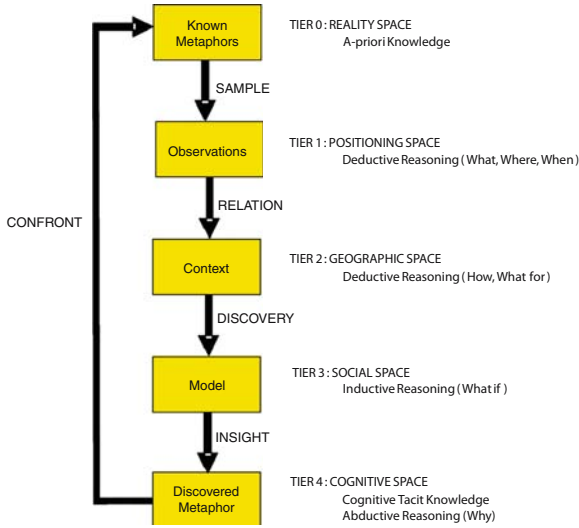 Known
Metaphors
TIER 0 : REALITY SPACE
A-priori Knowledge
SAMPLE
Observations
TIER 1 : POSITIONING SPACE
Deductive Reasoning ( What, Where, When )
RELATION
CONFRONT
Context
TIER 2 : GEOGRAPHIC SPACE
Deductive Reasoning ( How, What for )
DISCOVERY
Model
TIER 3 : SOCIAL SPACE
Inductive Reasoning ( What if )
INSIGHT
Discovered
Metaphor
TIER 4 : COGNITIVE SPACE
Cognitive Tacit Knowledge
Abductive Reasoning (Why)